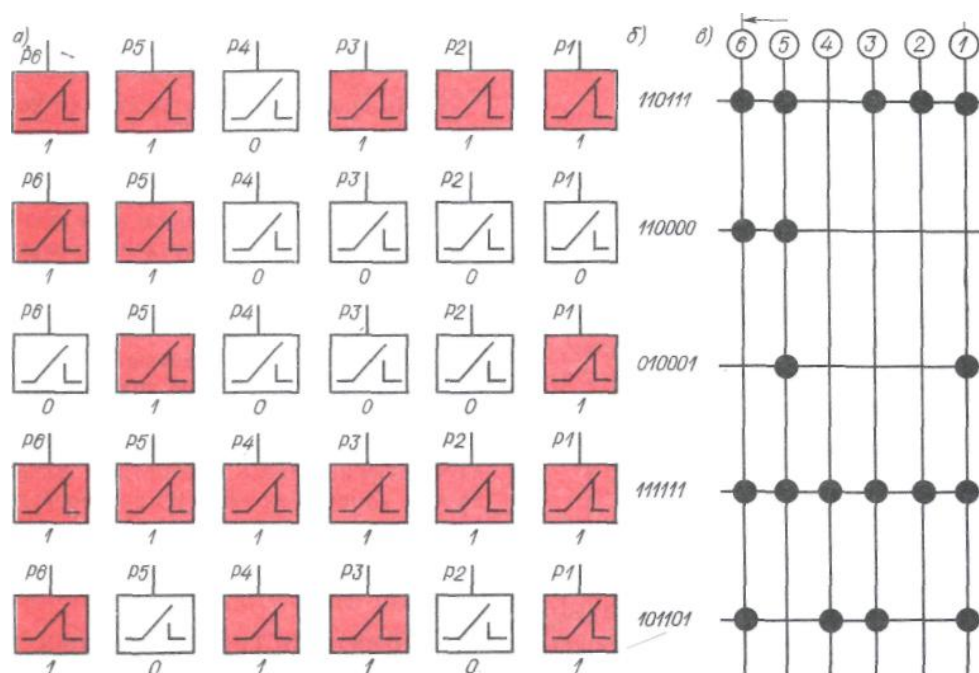 а) р6 р5 р4 р3 р2 р1 б) в) 6 5 4 3 2 1
110111
1 1 0 1 1 1
р6 р5 р4 р3 р2 р1
110000
1 1 0 0 0 0
р6 р5 р4 р3 р2 р1
010001
0 1 0 0 0 1
р6 р5 р4 р3 р2 р1
111111
1 1 1 1 1 1
р6 р5 р4 р3 р2 р1
101101
1 0 1 1 0 1